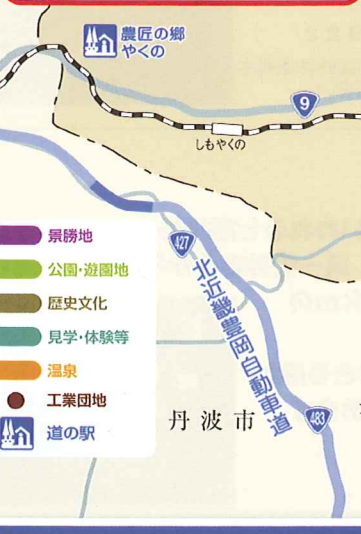 農匠の郷
やくの
9
しもやくの
427
北近畿豊岡自動車道
景勝地
公園・遊園地
歴史文化
見学・体験等
温泉
工業団地
道の駅
丹波市
483